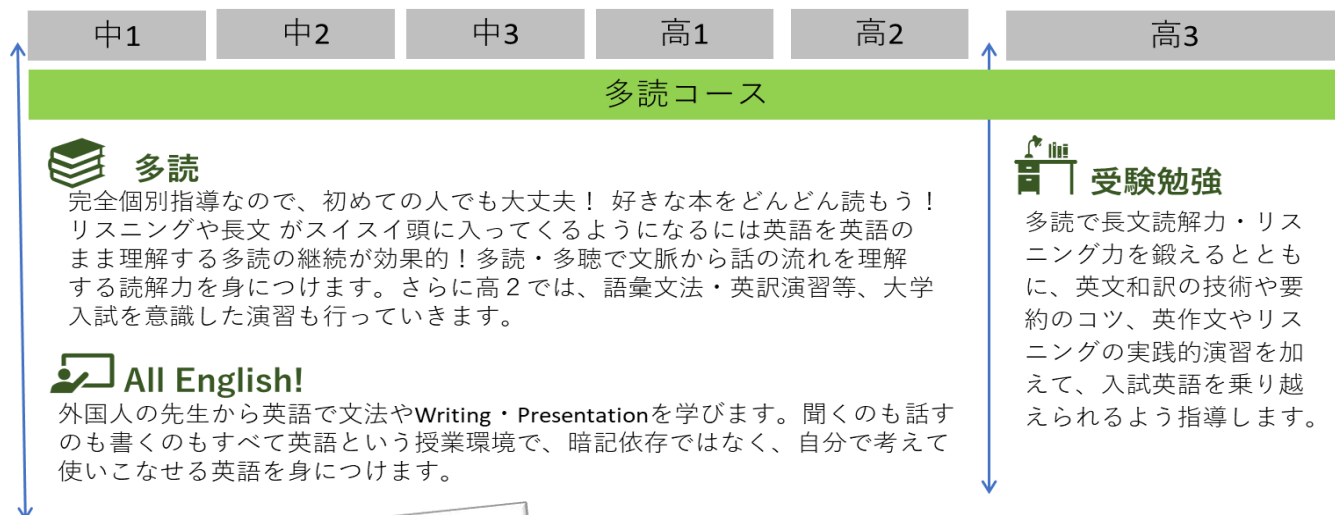 中1 中2 中3 高1 高2 高3
多読コース
多読
完全個別指導なので、初めての人でも大丈夫！ 好きな本をどんどん読もう！
リスニングや長文 がスイスイ頭に入ってくるようになるには英語を英語の
まま理解する多読の継続が効果的！多読・多聴で文脈から話の流れを理解
する読解力を身につけます。さらに高２では、語彙文法・英訳演習等、大学
入試を意識した演習も行っていきます。
All English!
外国人の先生から英語で文法やWriting・Presentationを学びます。聞くのも話す
のも書くのもすべて英語という授業環境で、暗記依存ではなく、自分で考えて
使いこなせる英語を身につけます。
受験勉強
多読で長文読解力・リス
ニング力を鍛えるととも
に、英文和訳の技術や要
約のコツ、英作文やリス
ニングの実践的演習を加
えて、入試英語を乗り越
えられるよう指導します。